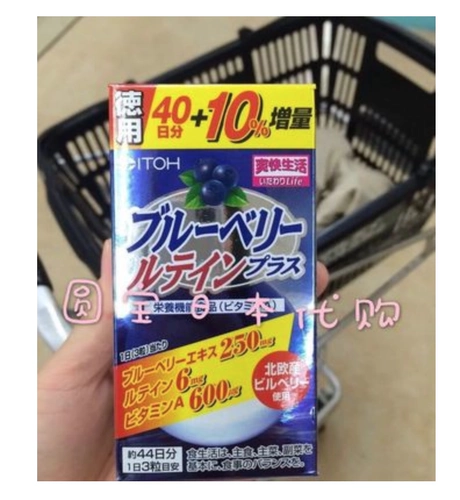 徳用
40日分+10%増量
ITOH
爽快生活
いたわりLife
ブルーベリー
ルテインプラス
栄養機能食品(ビタミンA)
圆玉日本代购
1日(3粒)当たり
ブルーベリーエキス250mg
ルテイン6mg
ビタミンA600μg
北欧産
ビルベリー
使用
約44日分
1日3粒目安
食生活は、主食、主菜、副菜を
基本に、食事のバランスを。